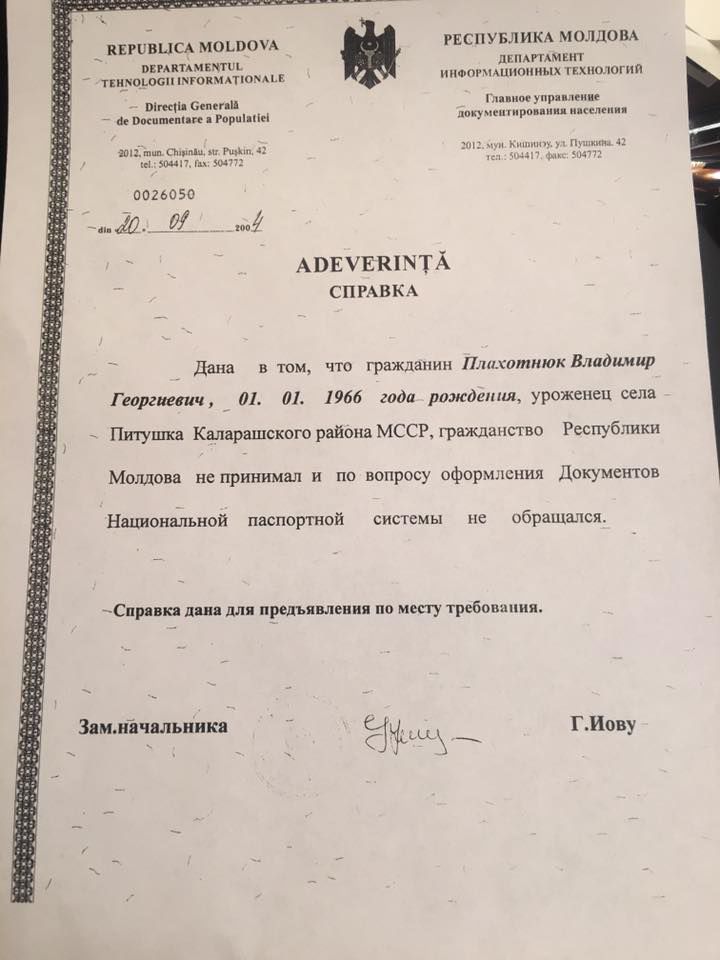 REPUBLICA MOLDOVA
DEPARTAMENTUL
TEHNOLOGII INFORMAŢIONALE
Direcţia Generală
de Documentare a Populatiei
2012, mun. Chişinău, str. Puşkin, 42
tel.: 504417, fax: 504772
РЕСПУБЛИКА МОЛДОВА
ДЕПАРТАМЕНТ
ИНФОРМАЦИОННЫХ ТЕХНОЛОГИЙ
Главное управление
документирования населения
2012, мун. Кишинэу, ул. Пушкина, 42
тел.: 504417, факс: 504772
0026050
din 20. 09 2004
ADEVERINŢĂ
СПРАВКА
Дана в том, что гражданин Плахотнюк Владимир
Георгиевич, 01. 01. 1966 года рождения, уроженец села
Питушка Каларашского района МССР, гражданство Республики
Молдова не принимал и по вопросу оформления Документов
Национальной паспортной системы не обращался.
Справка дана для предъявления по месту требования.
Зам.начальника Г.Иову